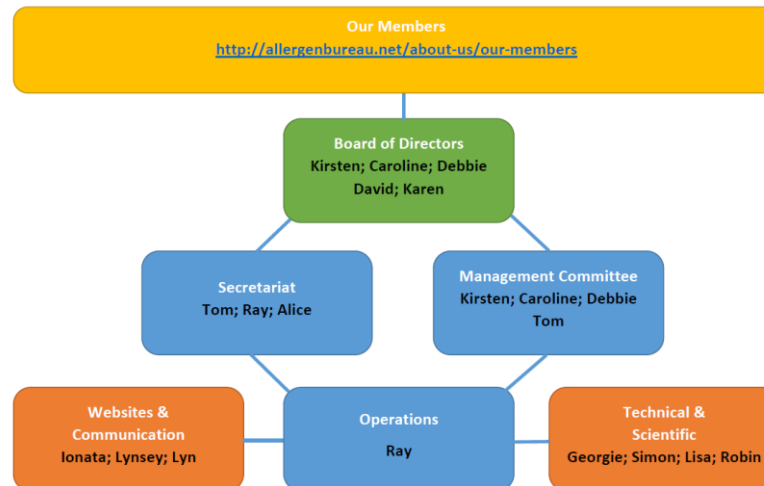 Our Members
http://allergenbureau.net/about-us/our-members
Board of Directors
Kirsten; Caroline; Debbie
David; Karen
Secretariat
Tom; Ray; Alice
Management Committee
Kirsten; Caroline; Debbie
Tom
Websites &
Communication
Ionata; Lynsey; Lyn
Operations
Ray
Technical &
Scientific
Georgie; Simon; Lisa; Robin